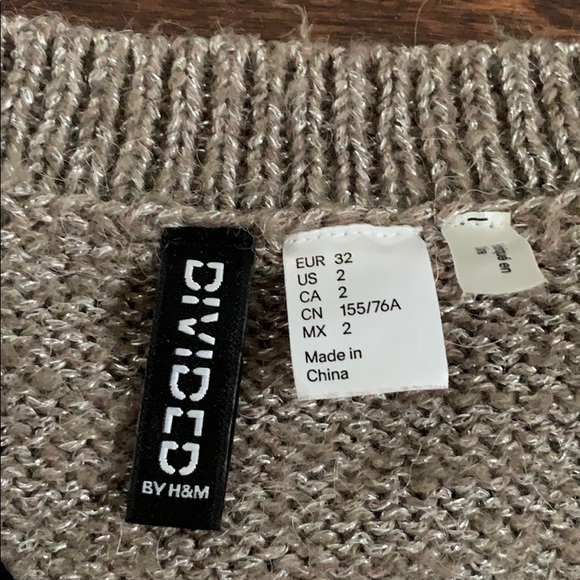 DIVIDED
BY H&M
EUR 32
US 2
CA 2
CN 155/76A
MX 2
Made in
China